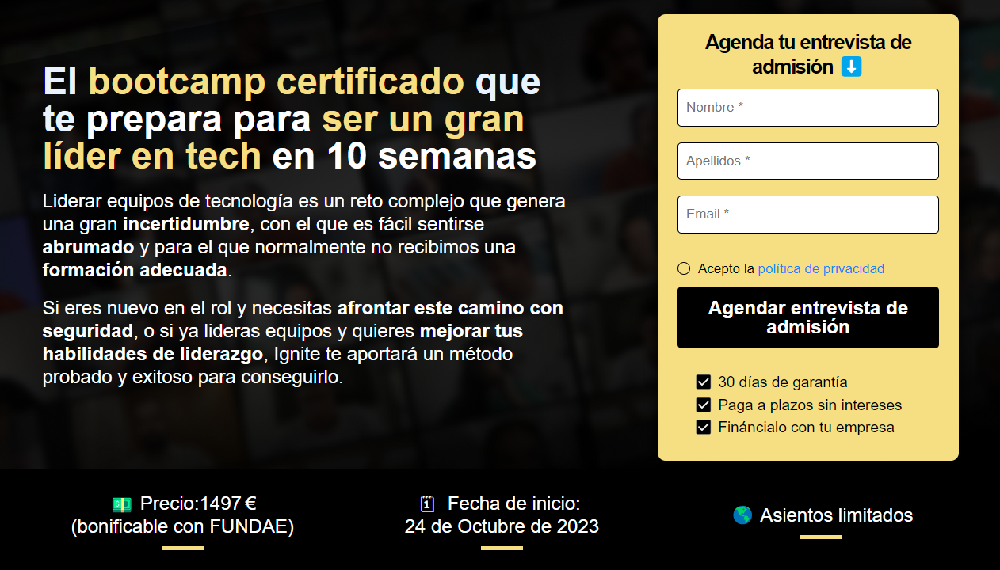 El bootcamp certificado que
te prepara para ser un gran
líder en tech en 10 semanas
Liderar equipos de tecnología es un reto complejo que genera
una gran incertidumbre, con el que es fácil sentirse
abrumado y para el que normalmente no recibimos una
formación adecuada.
Si eres nuevo en el rol y necesitas afrontar este camino con
seguridad, o si ya lideras equipos y quieres mejorar tus
habilidades de liderazgo, Ignite te aportará un método
probado y exitoso para conseguirlo.
Agenda tu entrevista de
admisión ⬇️
Nombre *
Apellidos *
Email *
Acepto la política de privacidad
Agendar entrevista de
admisión
30 días de garantía
Paga a plazos sin intereses
Fináncialo con tu empresa
💵 Precio:1497 €
(bonificable con FUNDAE)
🗓 Fecha de inicio:
24 de Octubre de 2023
🌎 Asientos limitados